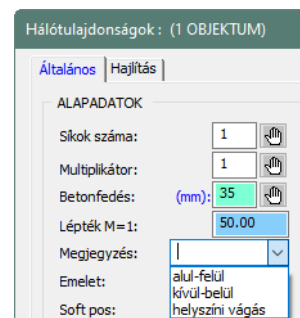 Hálótulajdonságok : (1 OBJEKTUM)
Általános Hajlítás
ALAPADATOK
Síkok száma: 1
Multiplikátor: 1
Betonfedés: (mm): 35
Lépték M=1: 50.00
Megjegyzés:
alul-felül
Emelet:
kívül-belül
Soft pos: helyszíni vágás